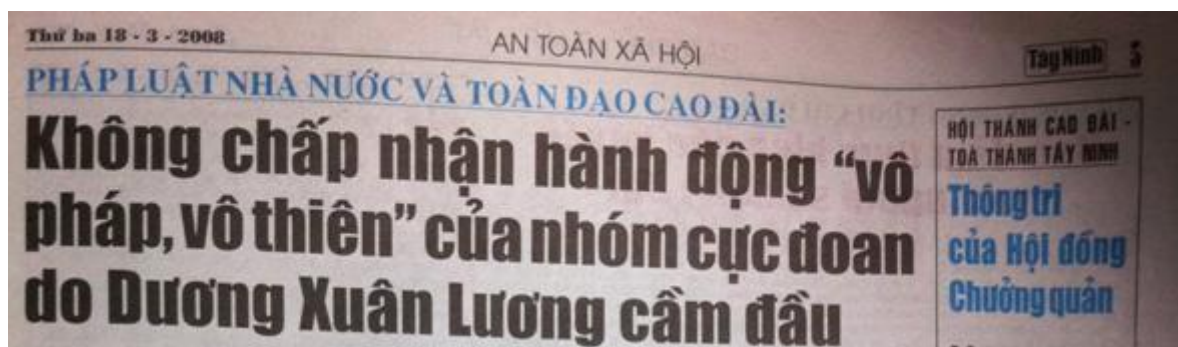 Thứ ba 18 - 3 - 2008
AN TOÀN XÃ HỘI
Tây Ninh 5
PHÁP LUẬT NHÀ NƯỚC VÀ TOÀN ĐẠO CAO ĐÀI:
Không chấp nhận hành động “vô
pháp, vô thiên” của nhóm cực đoan
do Dương Xuân Lương cầm đầu
HỘI THÁNH CAO ĐÀI -
TOÀ THÁNH TÂY NINH
Thông tri
của Hội đồng
Chưởng quản